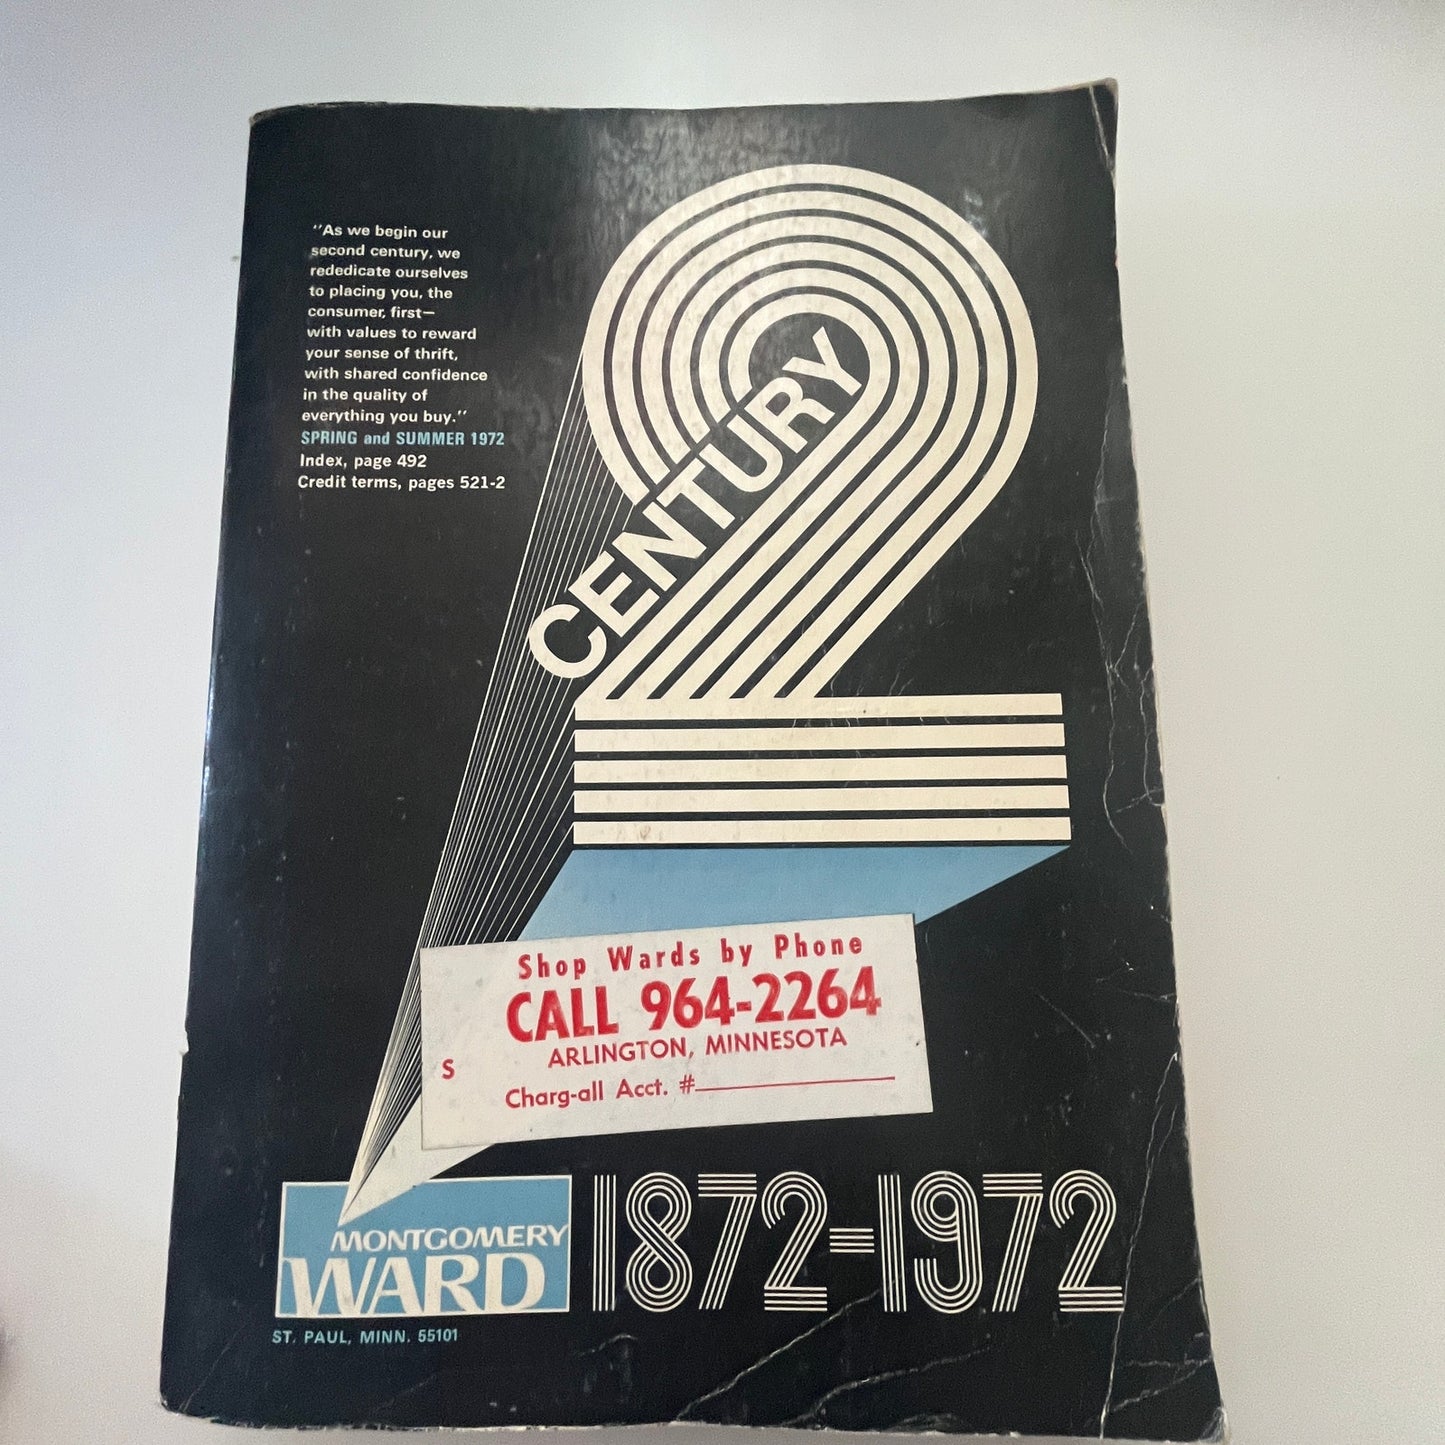 "As we begin our
second century, we
rededicate ourselves
to placing you, the
consumer, first—
with values to reward
your sense of thrift,
with shared confidence
in the quality of
everything you buy."
SPRING and SUMMER 1972
Index, page 492
Credit terms, pages 521-2
2
CENTURY
Shop Wards by Phone
CALL 964-2264
ARLINGTON, MINNESOTA
S
Charg-all Acct. #
MONTGOMERY
WARD
1872-1972
ST. PAUL, MINN. 55101